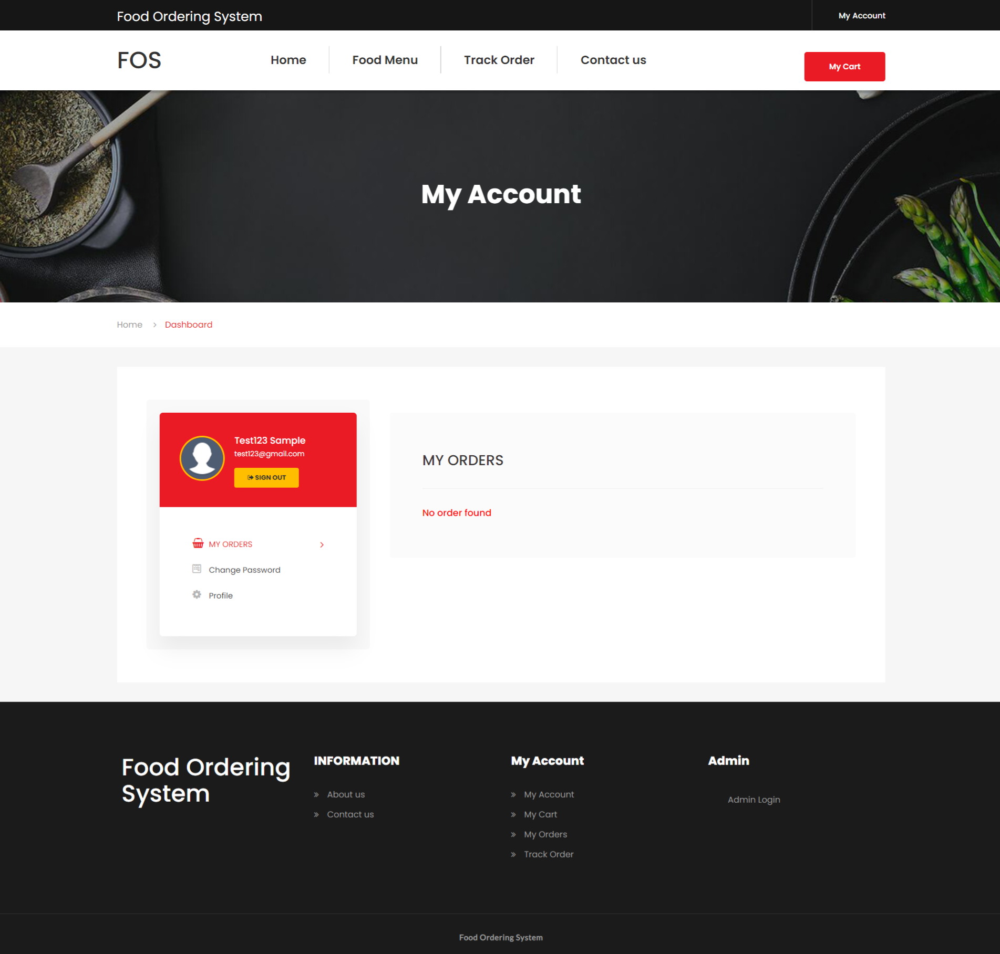 Food Ordering System
My Account
FOS
Home
Food Menu
Track Order
Contact us
My Cart
My Account
Home
Dashboard
Test123 Sample
test123@gmail.com
SIGN OUT
MY ORDERS
Change Password
Profile
MY ORDERS
No order found
Food Ordering
System
INFORMATION
About us
Contact us
My Account
My Account
My Cart
My Orders
Track Order
Admin
Admin Login
Food Ordering System